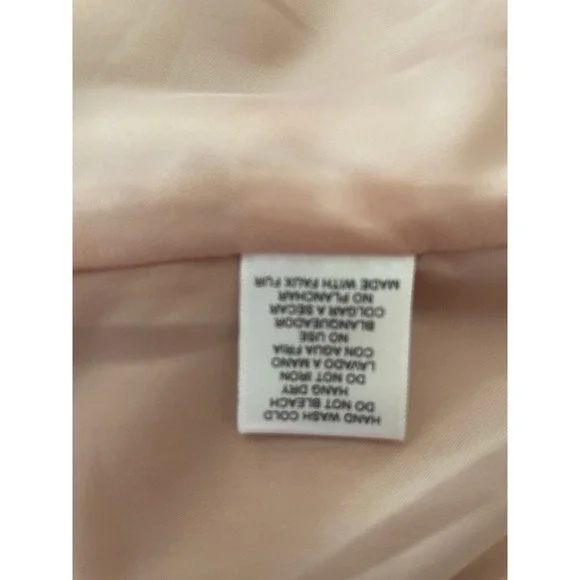 HAND WASH COLD
DO NOT BLEACH
HANG DRY
DO NOT IRON
LAVADO A MANO
CON AGUA FRIA
NO USE
BLANQUEADOR
COLGAR A SECAR
NO PLANCHAR
MADE WITH FAUX FUR